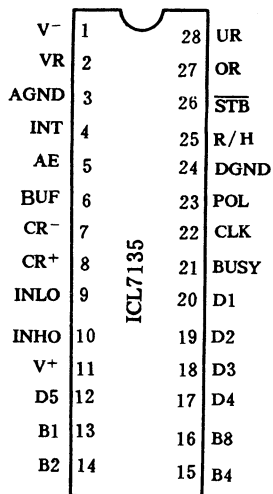 V⁻ 1 28 UR
VR 2 27 OR
AGND 3 26 S̅T̅B̅
INT 4 25 R/H
AE 5 24 DGND
BUF 6 23 POL
CR⁻ 7 22 CLK
CR⁺ 8 21 BUSY
INLO 9 20 D1
INHO 10 19 D2
V⁺ 11 18 D3
D5 12 17 D4
B1 13 16 B8
B2 14 15 B4
ICL7135